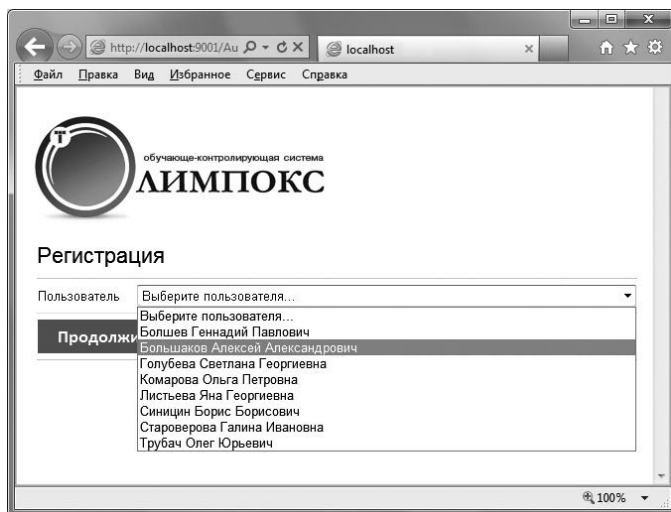 http://localhost:9001/Au
localhost
Файл Правка Вид Избранное Сервис Справка
Т
обучающе-контролирующая система
ЛИМПОКС
Регистрация
Пользователь Выберите пользователя...
Выберите пользователя...
Болшев Геннадий Павлович
Продолжи
Большаков Алексей Александрович
Голубева Светлана Георгиевна
Комарова Ольга Петровна
Листьева Яна Георгиевна
Синицин Борис Борисович
Староверова Галина Ивановна
Трубач Олег Юрьевич
100%